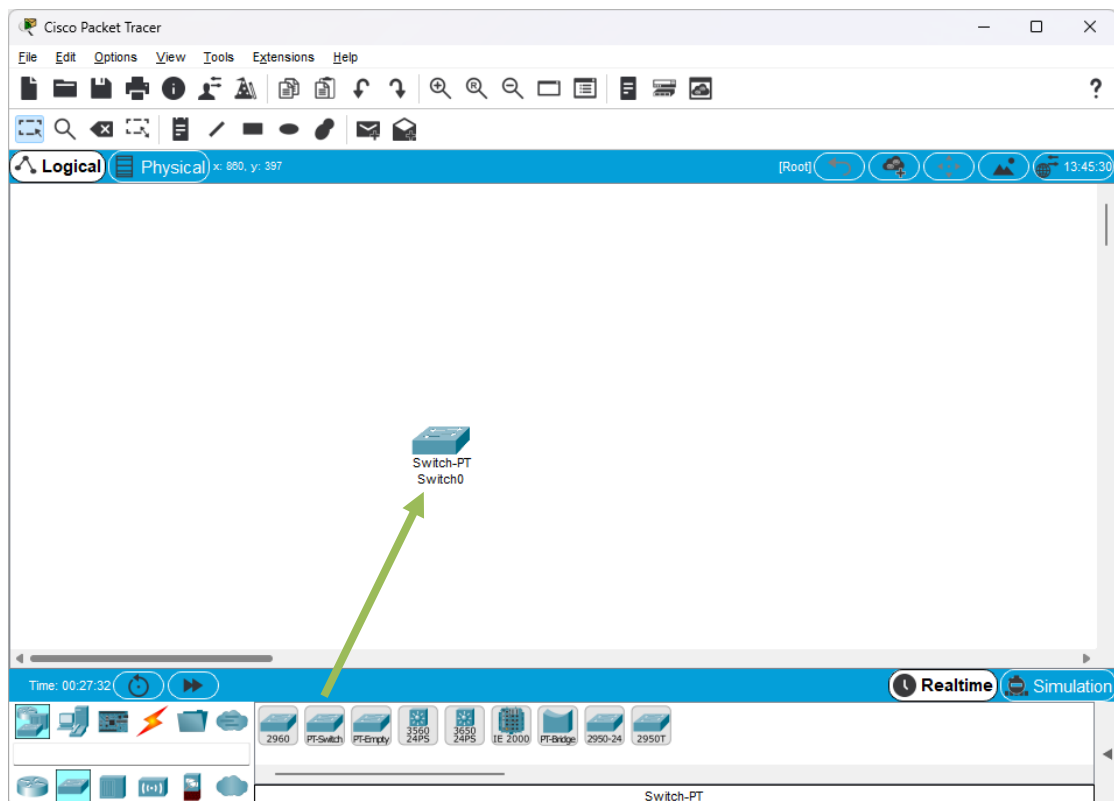 Cisco Packet Tracer
File Edit Options View Tools Extensions Help
R
?
Logical Physical x: 860, y: 397 [Root] 13:45:30
Switch-PT
Switch0
Time: 00:27:32 Realtime Simulation
2960 PT-Switch PT-Empty 3560 24PS 3650 24PS IE 2000 PT-Bridge 2950-24 2950T
Switch-PT